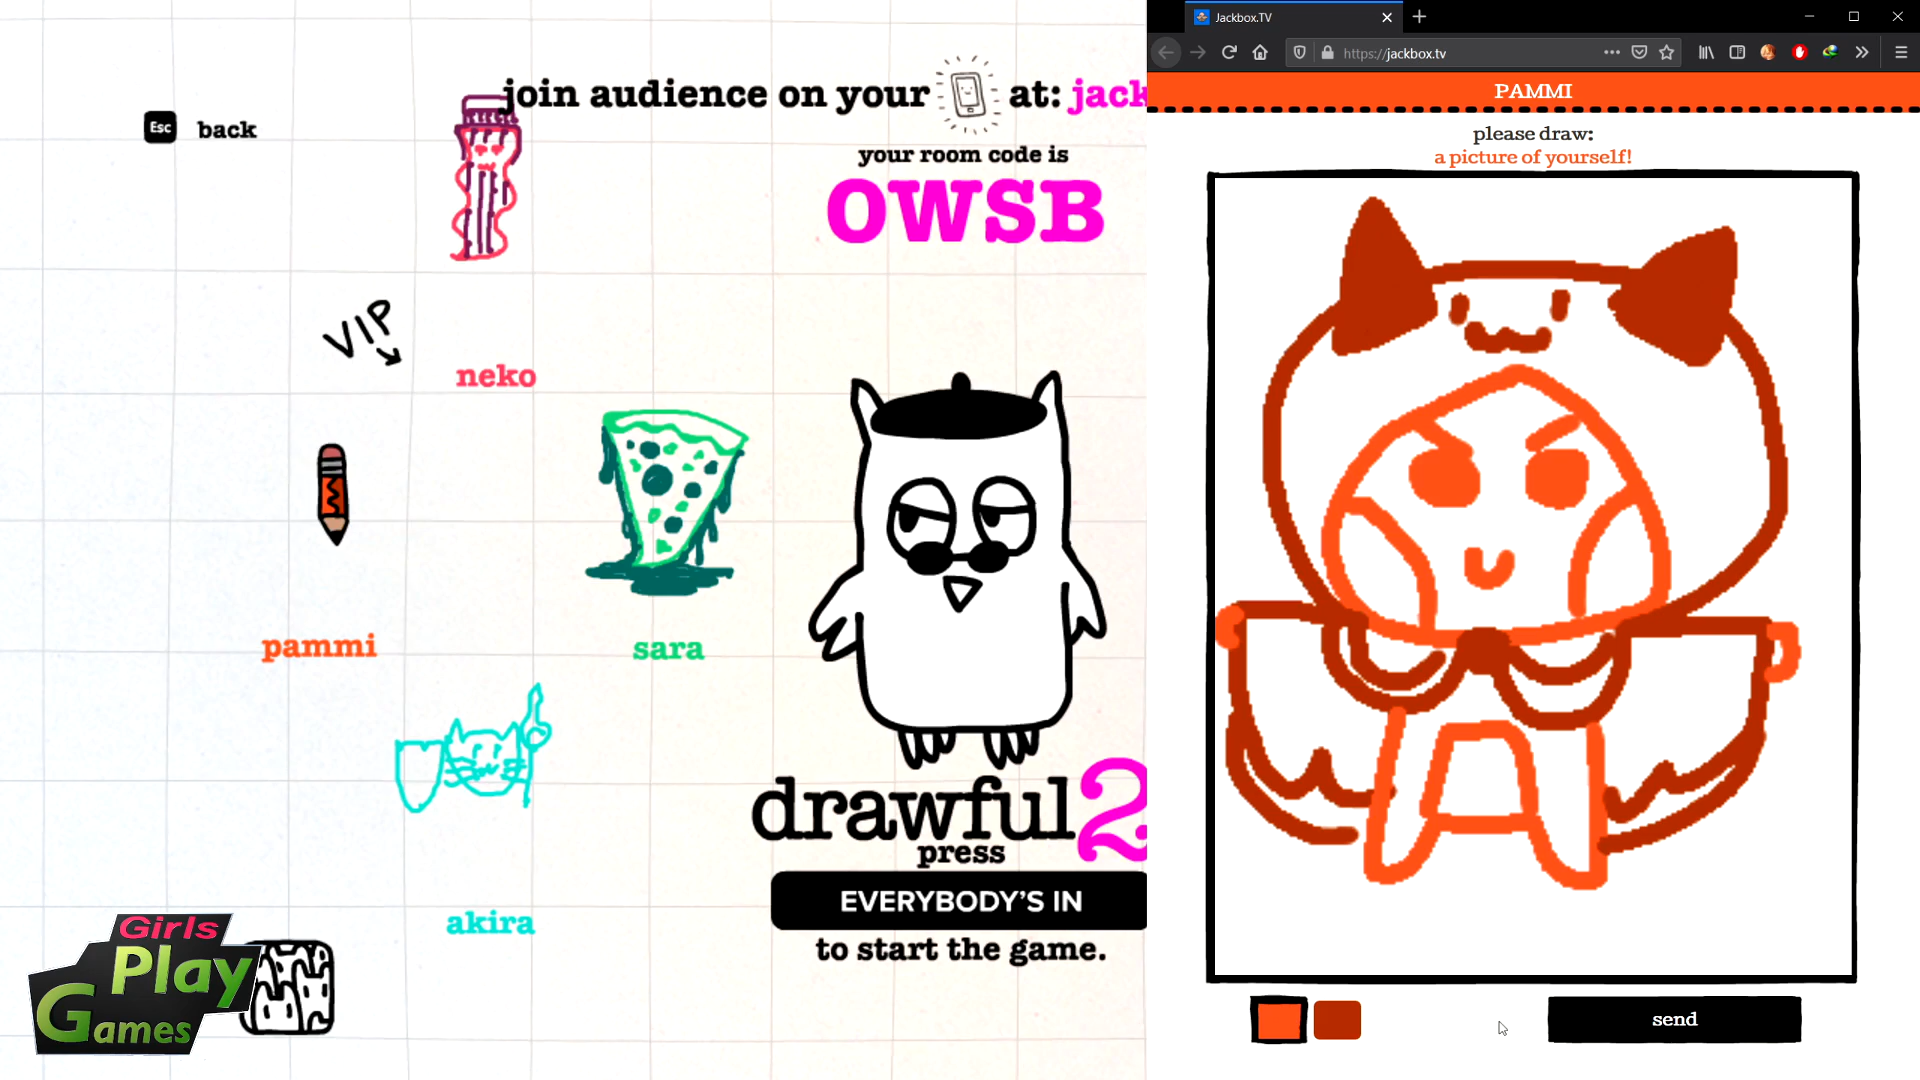 Esc back
join audience on your at: jack
your room code is
OWSB
VIP
neko
pammi
sara
akira
drawful 2
press
EVERYBODY'S IN
to start the game.
Girls
Play
Games
Jackbox.TV
https://jackbox.tv
PAMMI
please draw:
a picture of yourself!
send